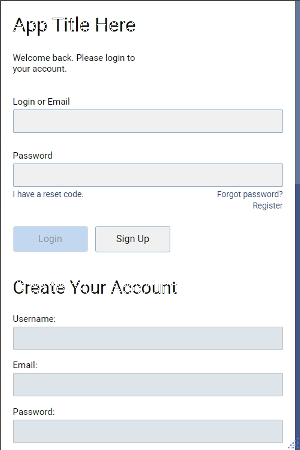 App Title Here
Welcome back. Please login to
your account.
Login or Email
Password
I have a reset code.
Forgot password?
Register
Login
Sign Up
Create Your Account
Username:
Email:
Password: